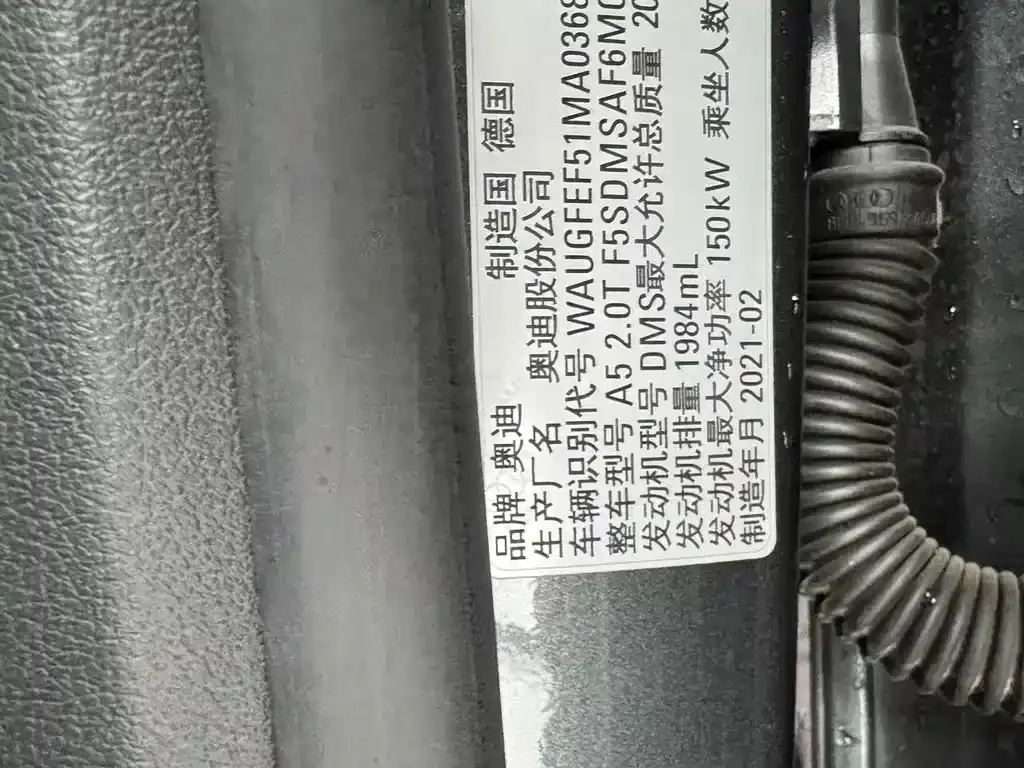 品牌 奥迪 制造国 德国
生产厂名 奥迪股份公司
车辆识别代号 WAUGFEF51MA0368
整车型号 A5 2.0T F5SDMSAF6M
发动机型号 DMS最大允许总质量 20
发动机排量 1984mL
发动机最大净功率 150kW 乘坐人数
制造年月 2021-02